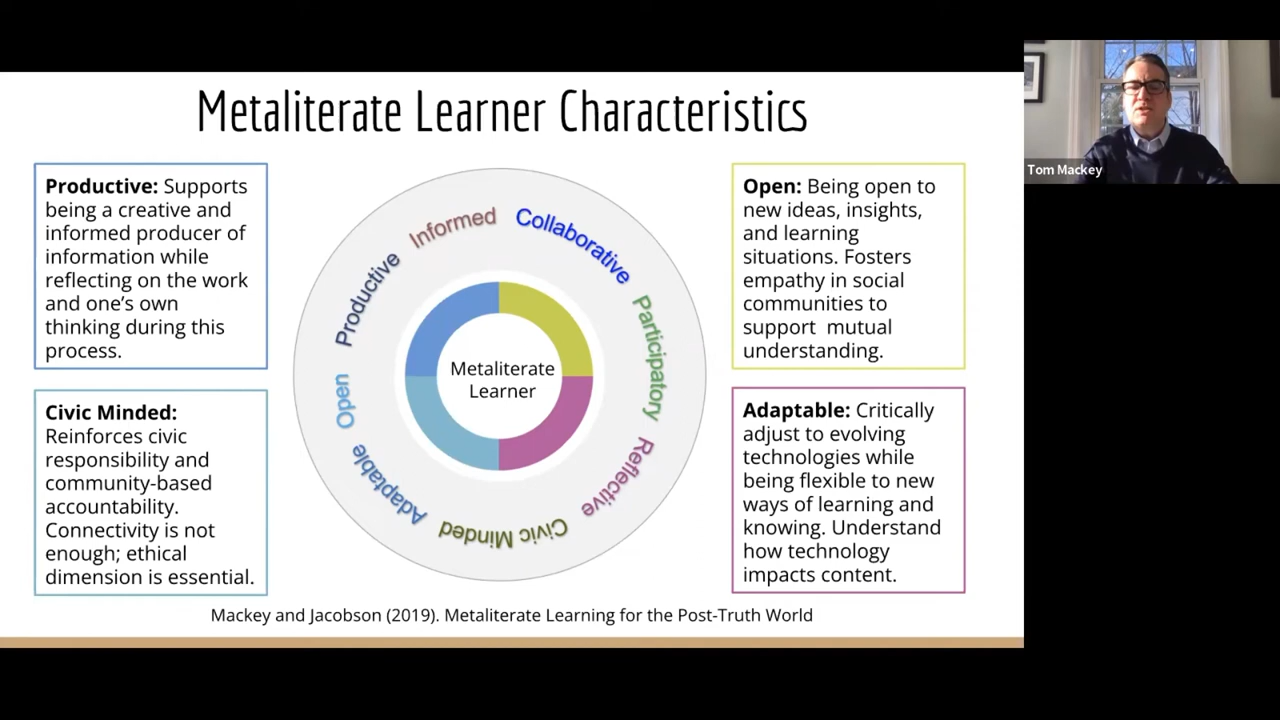 Metaliterate Learner Characteristics
Productive: Supports
being a creative and
informed producer of
information while
reflecting on the work
and one's own
thinking during this
process.
Civic Minded:
Reinforces civic
responsibility and
community-based
accountability.
Connectivity is not
enough; ethical
dimension is essential.
Informed
Collaborative
Participatory
Reflective
Civic Minded
Adaptable
Open
Productive
Metaliterate
Learner
Open: Being open to
new ideas, insights,
and learning
situations. Fosters
empathy in social
communities to
support mutual
understanding.
Adaptable: Critically
adjust to evolving
technologies while
being flexible to new
ways of learning and
knowing. Understand
how technology
impacts content.
Mackey and Jacobson (2019). Metaliterate Learning for the Post-Truth World
Tom Mackey